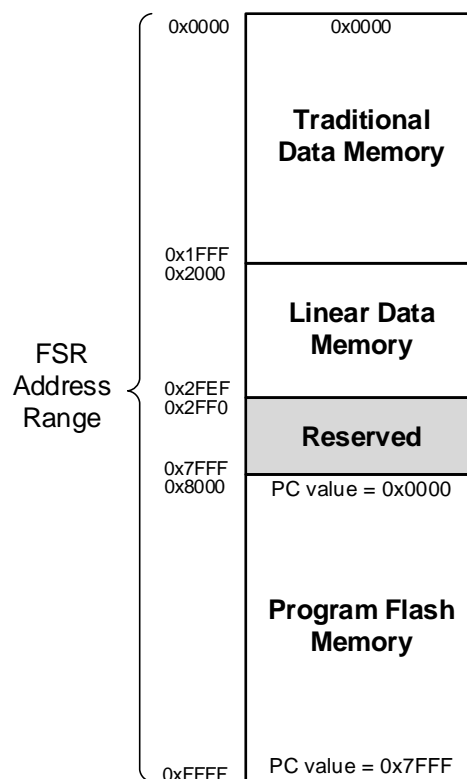 0x0000
0x0000
Traditional
Data Memory
0x1FFF
0x2000
Linear Data
Memory
FSR
Address
Range
0x2FEF
0x2FF0
Reserved
0x7FFF
0x8000
PC value = 0x0000
Program Flash
Memory
0xFFFF
PC value = 0x7FFF